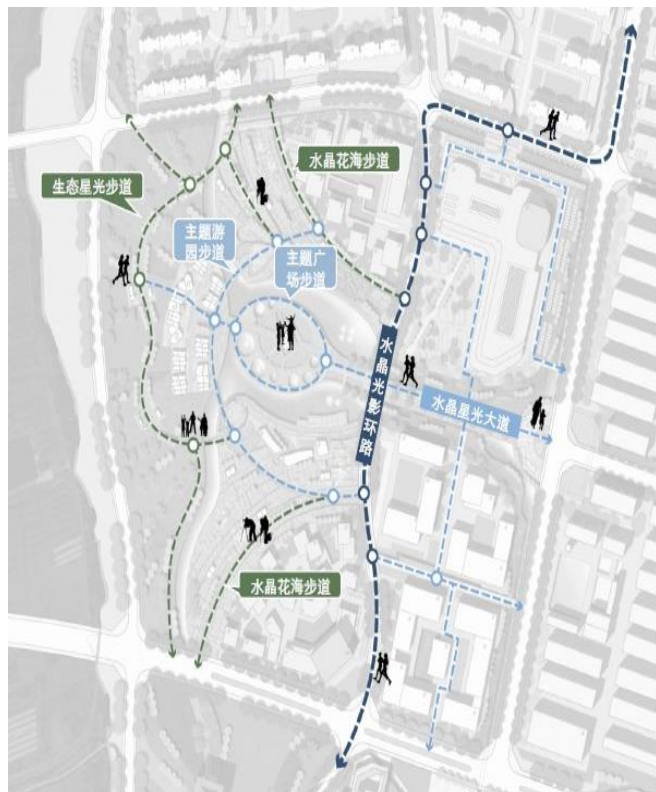 水晶花海步道
生态星光步道
主题游
园步道
主题广
场步道
水晶光影环路
水晶星光大道
水晶花海步道